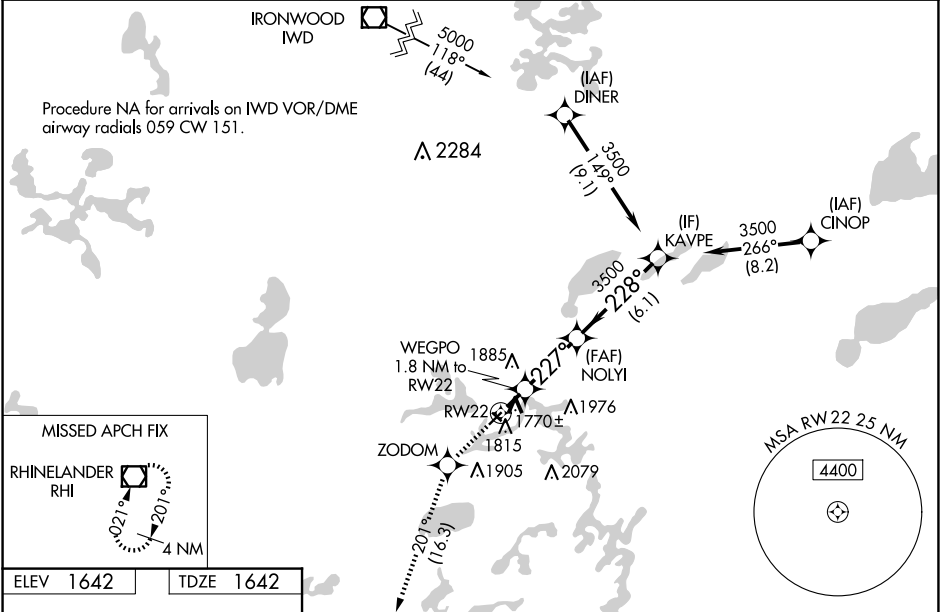 IRONWOOD
IWD
5000
118°
(44)
Procedure NA for arrivals on IWD VOR/DME
airway radials 059 CW 151.
2284
(IAF)
DINER
3500
149°
(9.1)
(IF)
KAVPE
(IAF)
CINOP
3500
266°
(8.2)
3500
228°
(6.1)
WEGPO
1.8 NM to
RW22
1885
227°
(FAF)
NOLYI
RW22
1770±
1976
1815
ZODOM
1905
2079
201°
(16.3)
MSA RW 22 25 NM
4400
MISSED APCH FIX
RHINELANDER
RHI
021°
201°
4 NM
ELEV 1642
TDZE 1642